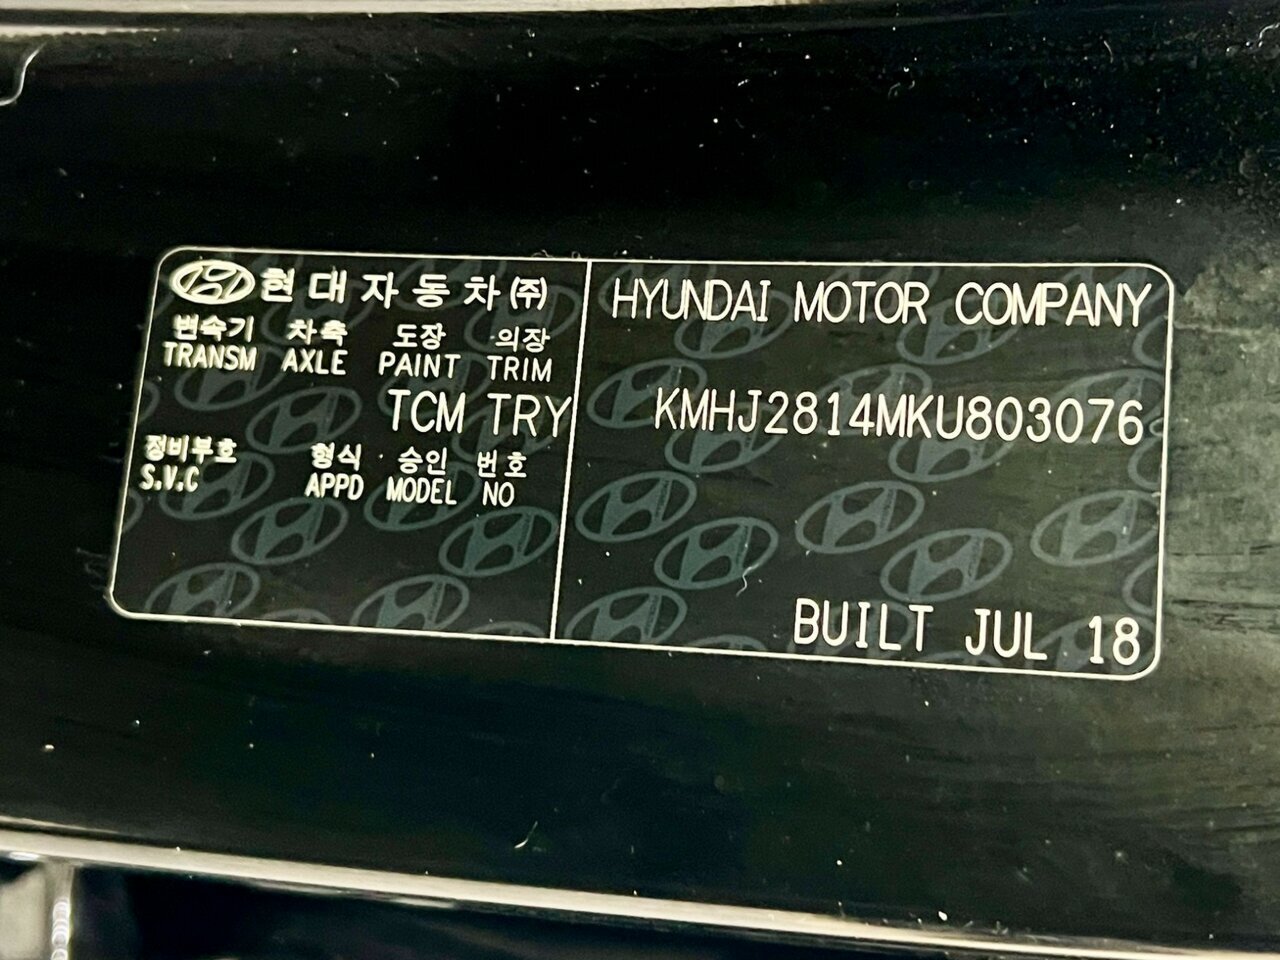 현대자동차(주)
변속기 차축 도장 의장
TRANSM AXLE PAINT TRIM
TCM TRY
정비부호 형식 승인 번호
S.V.C APPD MODEL NO
HYUNDAI MOTOR COMPANY
KMHJ2814MKU803076
BUILT JUL 18